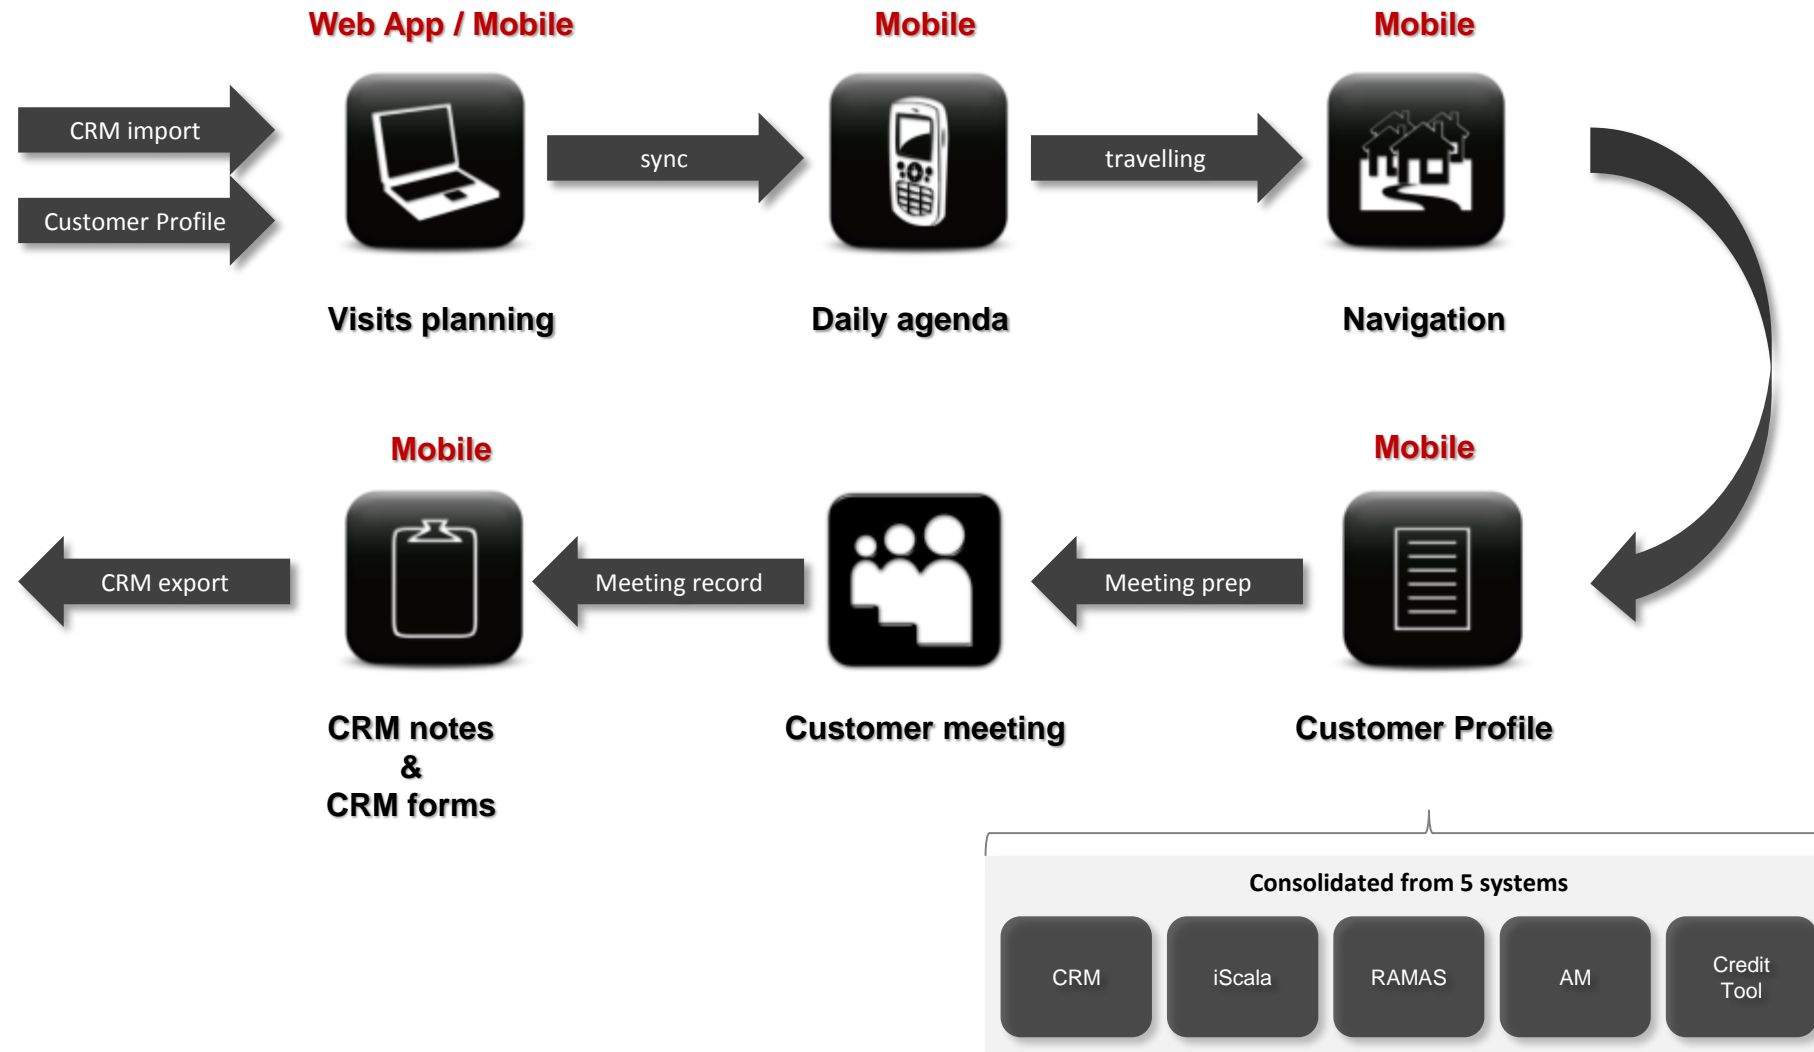 Web App / Mobile
Mobile
Mobile
CRM import
Customer Profile
sync
travelling
Visits planning
Daily agenda
Navigation
Mobile
Mobile
CRM export
Meeting record
Meeting prep
CRM notes
&
CRM forms
Customer meeting
Customer Profile
Consolidated from 5 systems
CRM
iScala
RAMAS
AM
Credit
Tool